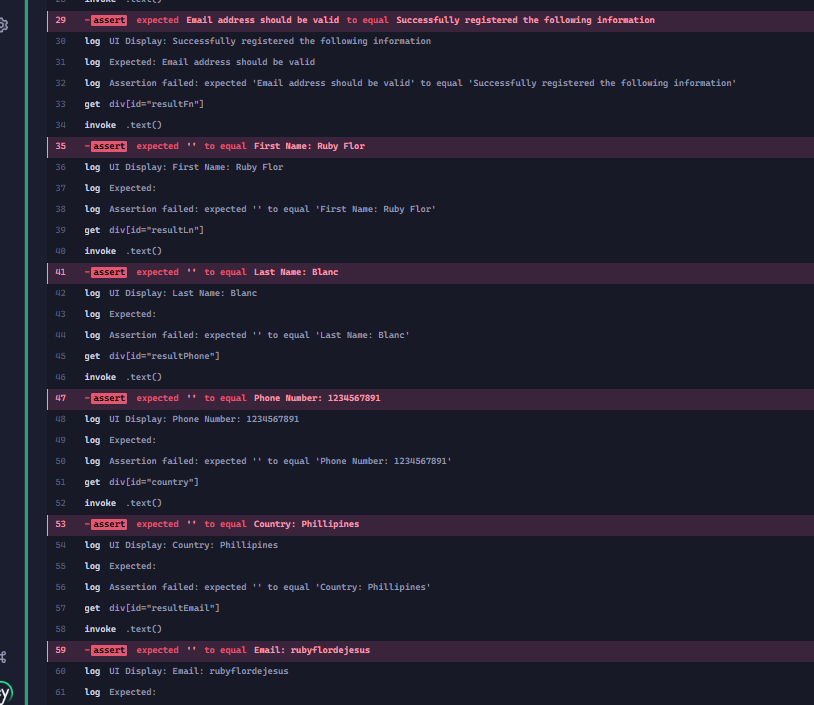 28 invoke .text()
29 -assert expected Email address should be valid to equal Successfully registered the following information
30 log UI Display: Successfully registered the following information
31 log Expected: Email address should be valid
32 log Assertion failed: expected 'Email address should be valid' to equal 'Successfully registered the following information'
33 get div[id="resultFn"]
34 invoke .text()
35 -assert expected '' to equal First Name: Ruby Flor
36 log UI Display: First Name: Ruby Flor
37 log Expected:
38 log Assertion failed: expected '' to equal 'First Name: Ruby Flor'
39 get div[id="resultLn"]
40 invoke .text()
41 -assert expected '' to equal Last Name: Blanc
42 log UI Display: Last Name: Blanc
43 log Expected:
44 log Assertion failed: expected '' to equal 'Last Name: Blanc'
45 get div[id="resultPhone"]
46 invoke .text()
47 -assert expected '' to equal Phone Number: 1234567891
48 log UI Display: Phone Number: 1234567891
49 log Expected:
50 log Assertion failed: expected '' to equal 'Phone Number: 1234567891'
51 get div[id="country"]
52 invoke .text()
53 -assert expected '' to equal Country: Phillipines
54 log UI Display: Country: Phillipines
55 log Expected:
56 log Assertion failed: expected '' to equal 'Country: Phillipines'
57 get div[id="resultEmail"]
58 invoke .text()
59 -assert expected '' to equal Email: rubyflordejesus
60 log UI Display: Email: rubyflordejesus
61 log Expected: